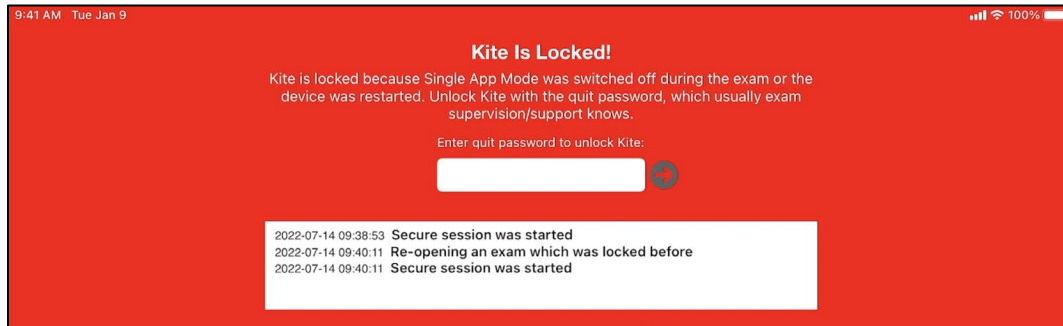 9:41 AM Tue Jan 9 100%
Kite Is Locked!
Kite is locked because Single App Mode was switched off during the exam or the
device was restarted. Unlock Kite with the quit password, which usually exam
supervision/support knows.
Enter quit password to unlock Kite:
2022-07-14 09:38:53 Secure session was started
2022-07-14 09:40:11 Re-opening an exam which was locked before
2022-07-14 09:40:11 Secure session was started